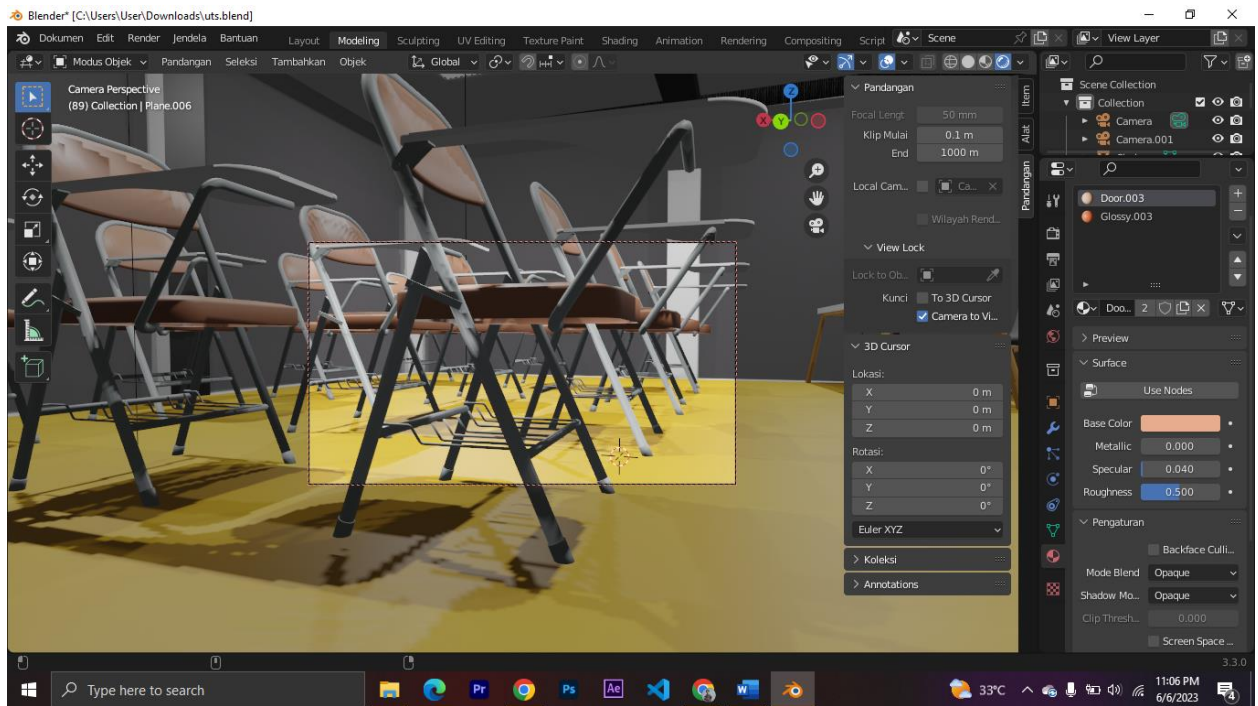 Blender* [C:\Users\User\Downloads\uts.blend]
Dokumen Edit Render Jendela Bantuan Layout Modeling Sculpting UV Editing Texture Paint Shading Animation Rendering Compositing Script Scene View Layer
Modus Objek Pandangan Seleksi Tambahkan Objek Global
Camera Perspective
(89) Collection | Plane.006
X Y Z
Pandangan
Focal Lengt 50 mm
Klip Mulai 0.1 m
End 1000 m
Local Cam... Ca...
Wilayah Rend...
View Lock
Lock to Ob...
Kunci To 3D Cursor
Camera to Vi...
3D Cursor
Lokasi:
X 0 m
Y 0 m
Z 0 m
Rotasi:
X 0°
Y 0°
Z 0°
Euler XYZ
Koleksi
Annotations
Item
Alat
Pandangan
Scene Collection
Collection
Camera
Camera.001
Door.003
Glossy.003
Doo... 2
Preview
Surface
Use Nodes
Base Color
Metallic 0.000
Specular 0.040
Roughness 0.500
Pengaturan
Backface Culli...
Mode Blend Opaque
Shadow Mo... Opaque
Clip Thresh... 0.000
Screen Space ...
3.3.0
Type here to search
Pr
Ps
Ae
33°C
11:06 PM
6/6/2023
4